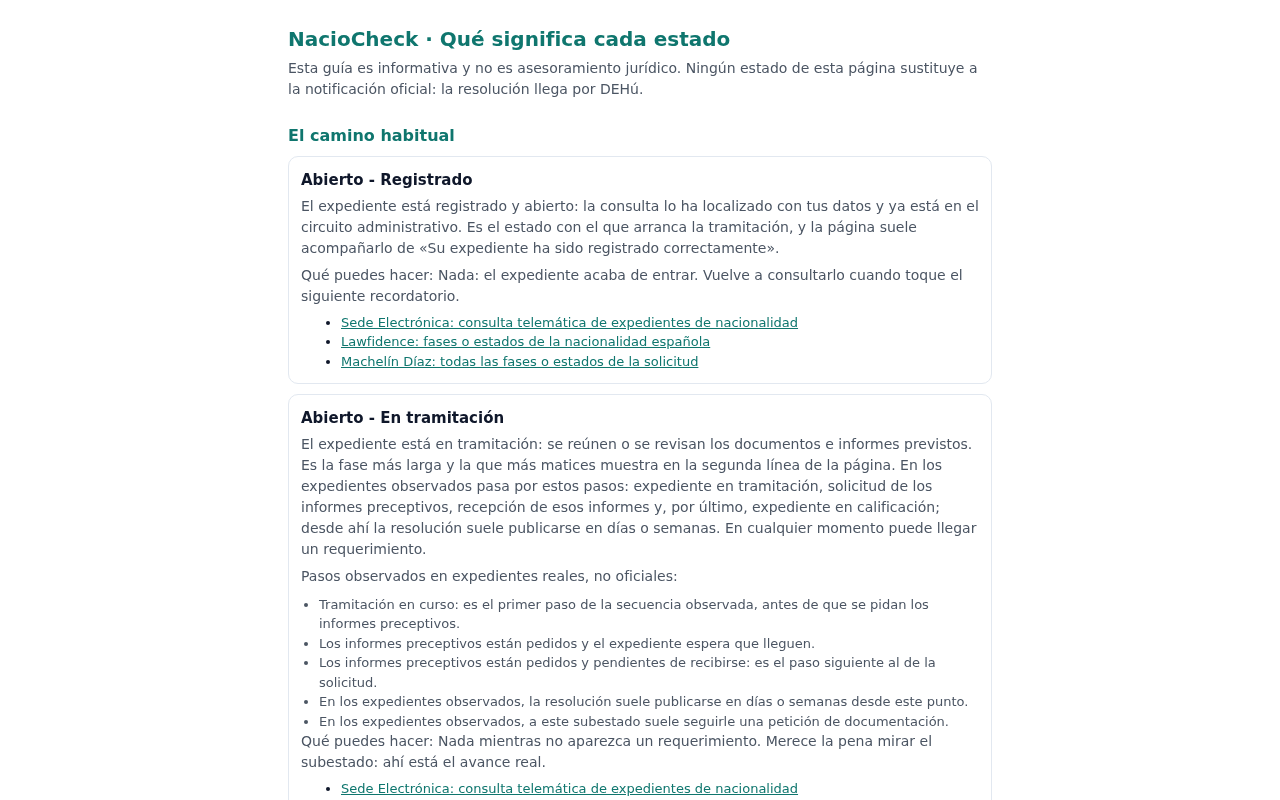 NacioCheck · Qué significa cada estado
Esta guía es informativa y no es asesoramiento jurídico. Ningún estado de esta página sustituye a
la notificación oficial: la resolución llega por DEHú.
El camino habitual
Abierto - Registrado
El expediente está registrado y abierto: la consulta lo ha localizado con tus datos y ya está en el
circuito administrativo. Es el estado con el que arranca la tramitación, y la página suele
acompañarlo de «Su expediente ha sido registrado correctamente».
Qué puedes hacer: Nada: el expediente acaba de entrar. Vuelve a consultarlo cuando toque el
siguiente recordatorio.
• Sede Electrónica: consulta telemática de expedientes de nacionalidad
• Lawfidence: fases o estados de la nacionalidad española
• Machelín Díaz: todas las fases o estados de la solicitud
Abierto - En tramitación
El expediente está en tramitación: se reúnen o se revisan los documentos e informes previstos.
Es la fase más larga y la que más matices muestra en la segunda línea de la página. En los
expedientes observados pasa por estos pasos: expediente en tramitación, solicitud de los
informes preceptivos, recepción de esos informes y, por último, expediente en calificación;
desde ahí la resolución suele publicarse en días o semanas. En cualquier momento puede llegar
un requerimiento.
Pasos observados en expedientes reales, no oficiales:
• Tramitación en curso: es el primer paso de la secuencia observada, antes de que se pidan los
informes preceptivos.
• Los informes preceptivos están pedidos y el expediente espera que lleguen.
• Los informes preceptivos están pedidos y pendientes de recibirse: es el paso siguiente al de la
solicitud.
• En los expedientes observados, la resolución suele publicarse en días o semanas desde este punto.
• En los expedientes observados, a este subestado suele seguirle una petición de documentación.
Qué puedes hacer: Nada mientras no aparezca un requerimiento. Merece la pena mirar el
subestado: ahí está el avance real.
• Sede Electrónica: consulta telemática de expedientes de nacionalidad